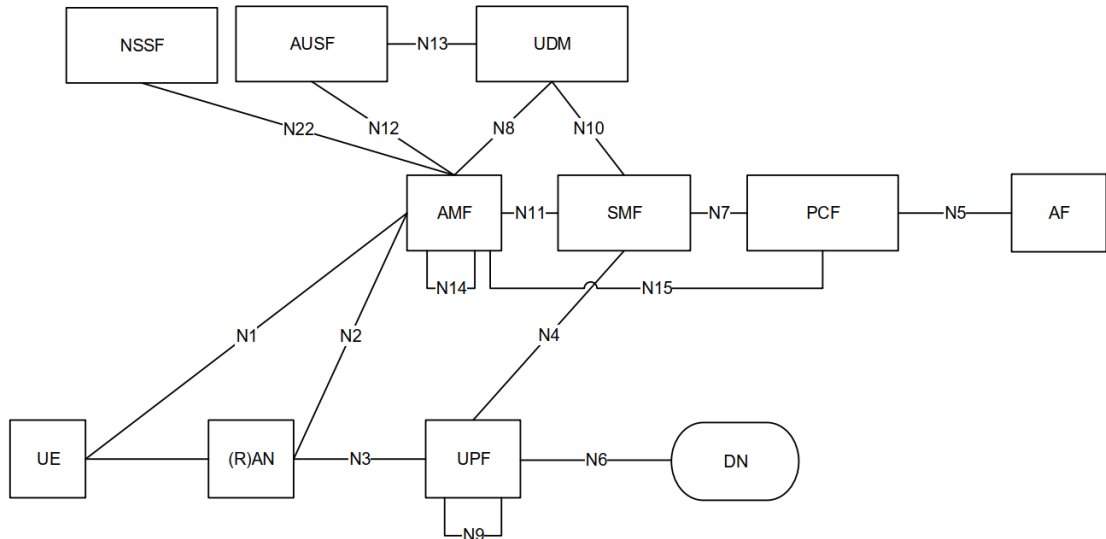 NSSF
AUSF
N13
UDM
N22
N12
N8
N10
AMF
N11
SMF
N7
PCF
N5
AF
N14
N15
N1
N2
N4
UE
(R)AN
N3
UPF
N6
DN
N9